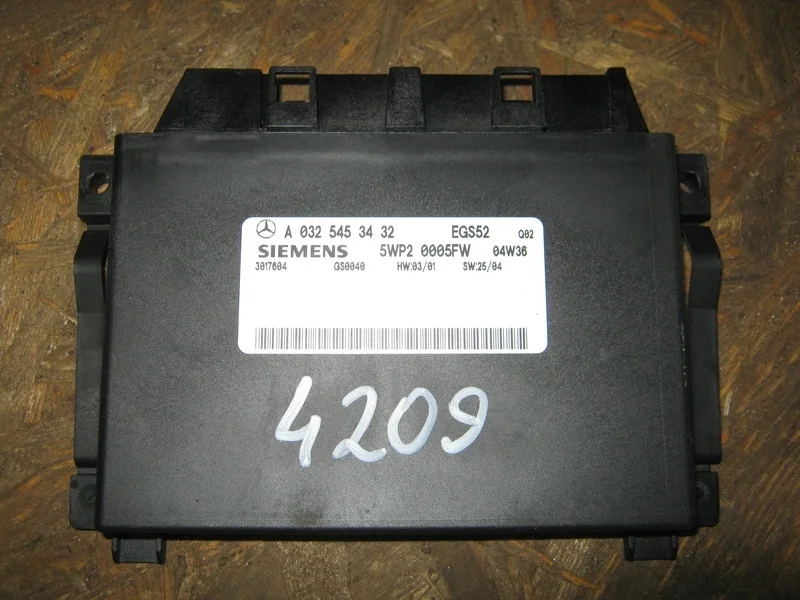 A 032 545 34 32 EGS52 Q02
SIEMENS 5WP2 0005FW 04W36
3017604 GS0040 HW:03/01 SW:25/04
4209